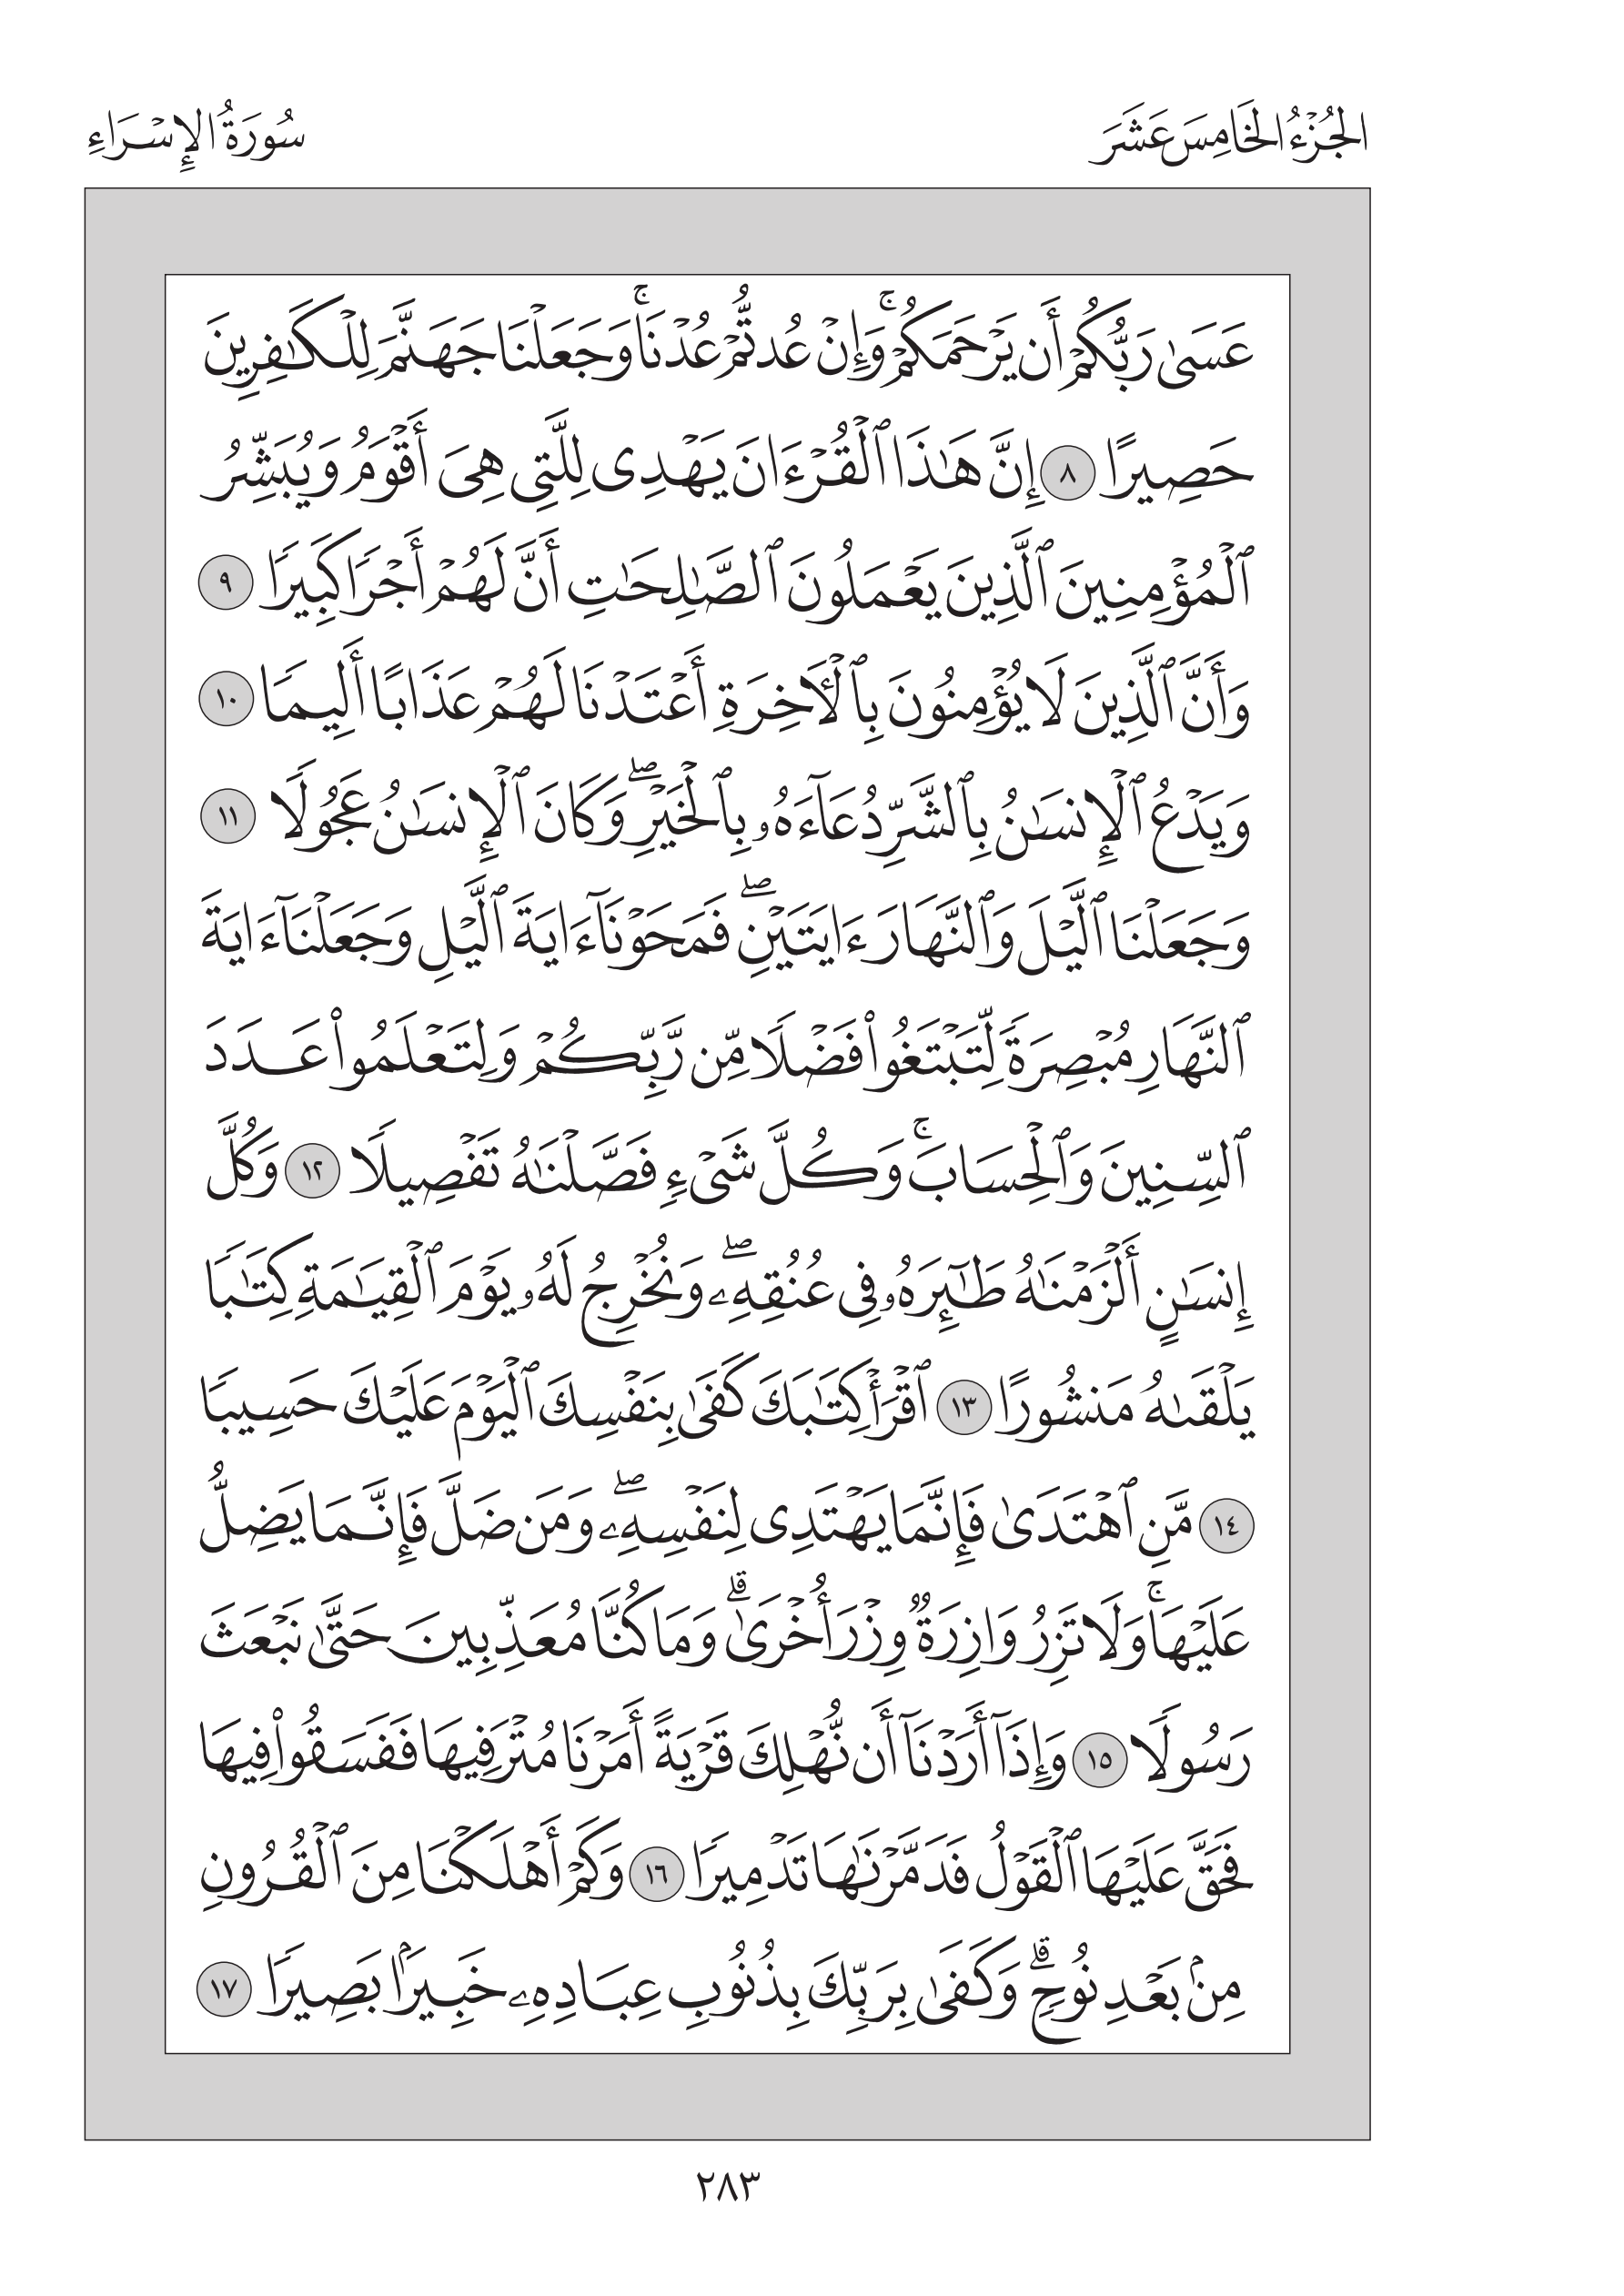 الجُزْءُ الخَامِسَ عَشَرَ
سُورَةُ الإِسْرَاءِ
عَسَىٰ رَبُّكُمْ أَن يَرْحَمَكُمْ ۚ وَإِنْ عُدتُّمْ عُدْنَا ۚ وَجَعَلْنَا جَهَنَّمَ لِلْكَـٰفِرِينَ
حَصِيرًا ٨ إِنَّ هَـٰذَا ٱلْقُرْءَانَ يَهْدِى لِلَّتِى هِىَ أَقْوَمُ وَيُبَشِّرُ
ٱلْمُؤْمِنِينَ ٱلَّذِينَ يَعْمَلُونَ ٱلصَّـٰلِحَـٰتِ أَنَّ لَهُمْ أَجْرًا كَبِيرًا ٩
وَأَنَّ ٱلَّذِينَ لَا يُؤْمِنُونَ بِٱلْـَٔاخِرَةِ أَعْتَدْنَا لَهُمْ عَذَابًا أَلِيمًا ١٠
وَيَدْعُ ٱلْإِنسَـٰنُ بِٱلشَّرِّ دُعَآءَهُۥ بِٱلْخَيْرِ ۖ وَكَانَ ٱلْإِنسَـٰنُ عَجُولًا ١١
وَجَعَلْنَا ٱلَّيْلَ وَٱلنَّهَارَ ءَايَتَيْنِ ۖ فَمَحَوْنَآ ءَايَةَ ٱلَّيْلِ وَجَعَلْنَآ ءَايَةَ
ٱلنَّهَارِ مُبْصِرَةً لِّتَبْتَغُوا۟ فَضْلًا مِّن رَّبِّكُمْ وَلِتَعْلَمُوا۟ عَدَدَ
ٱلسِّنِينَ وَٱلْحِسَابَ ۚ وَكُلَّ شَىْءٍ فَصَّلْنَـٰهُ تَفْصِيلًا ١٢ وَكُلَّ
إِنسَـٰنٍ أَلْزَمْنَـٰهُ طَـٰٓئِرَهُۥ فِى عُنُقِهِۦ ۖ وَنُخْرِجُ لَهُۥ يَوْمَ ٱلْقِيَـٰمَةِ كِتَـٰبًا
يَلْقَىٰهُ مَنشُورًا ١٣ ٱقْرَأْ كِتَـٰبَكَ كَفَىٰ بِنَفْسِكَ ٱلْيَوْمَ عَلَيْكَ حَسِيبًا
١٤ مَّنِ ٱهْتَدَىٰ فَإِنَّمَا يَهْتَدِى لِنَفْسِهِۦ ۖ وَمَن ضَلَّ فَإِنَّمَا يَضِلُّ
عَلَيْهَا ۚ وَلَا تَزِرُ وَازِرَةٌ وِزْرَ أُخْرَىٰ ۗ وَمَا كُنَّا مُعَذِّبِينَ حَتَّىٰ نَبْعَثَ
رَسُولًا ١٥ وَإِذَآ أَرَدْنَآ أَن نُّهْلِكَ قَرْيَةً أَمَرْنَا مُتْرَفِيهَا فَفَسَقُوا۟ فِيهَا
فَحَقَّ عَلَيْهَا ٱلْقَوْلُ فَدَمَّرْنَـٰهَا تَدْمِيرًا ١٦ وَكَمْ أَهْلَكْنَا مِنَ ٱلْقُرُونِ
مِنۢ بَعْدِ نُوحٍ ۗ وَكَفَىٰ بِرَبِّكَ بِذُنُوبِ عِبَادِهِۦ خَبِيرًۢا بَصِيرًا ١٧
٢٨٣